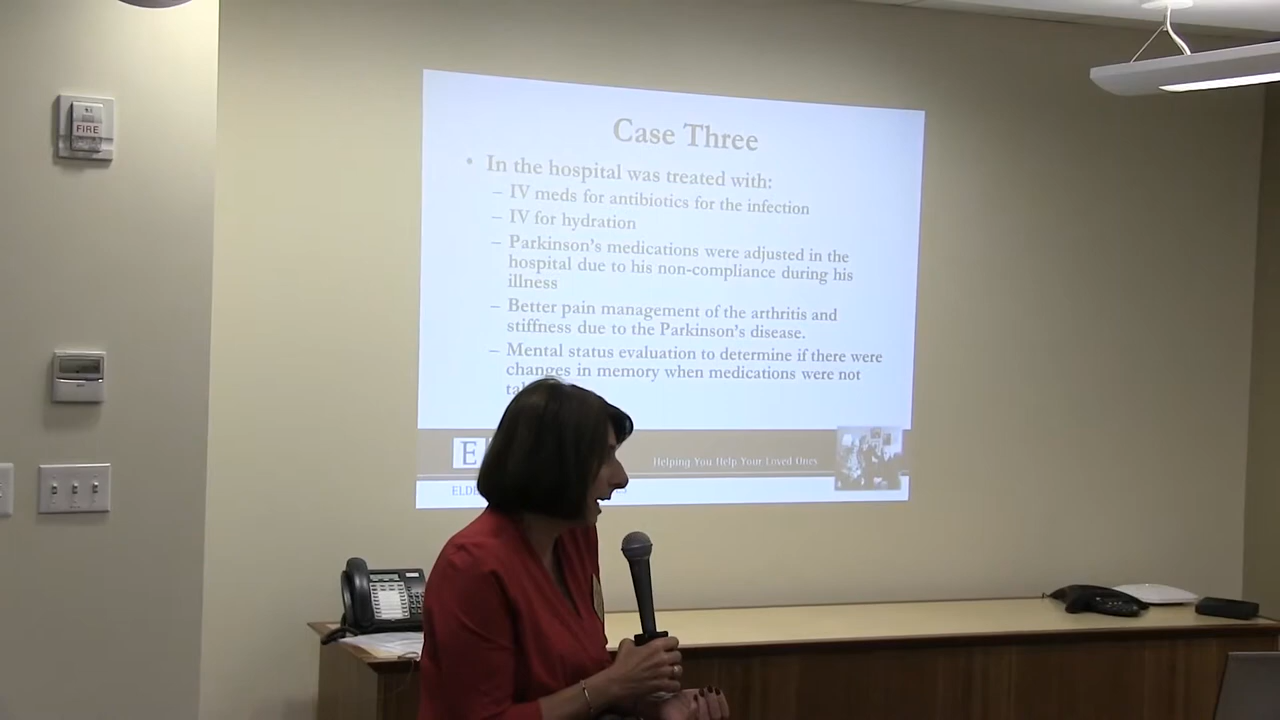 FIRE
Case Three
• In the hospital was treated with:
– IV meds for antibiotics for the infection
– IV for hydration
– Parkinson's medications were adjusted in the
hospital due to his non-compliance during his
illness
– Better pain management of the arthritis and
stiffness due to the Parkinson's disease.
– Mental status evaluation to determine if there were
changes in memory when medications were not
E
Helping You Help Your Loved Ones